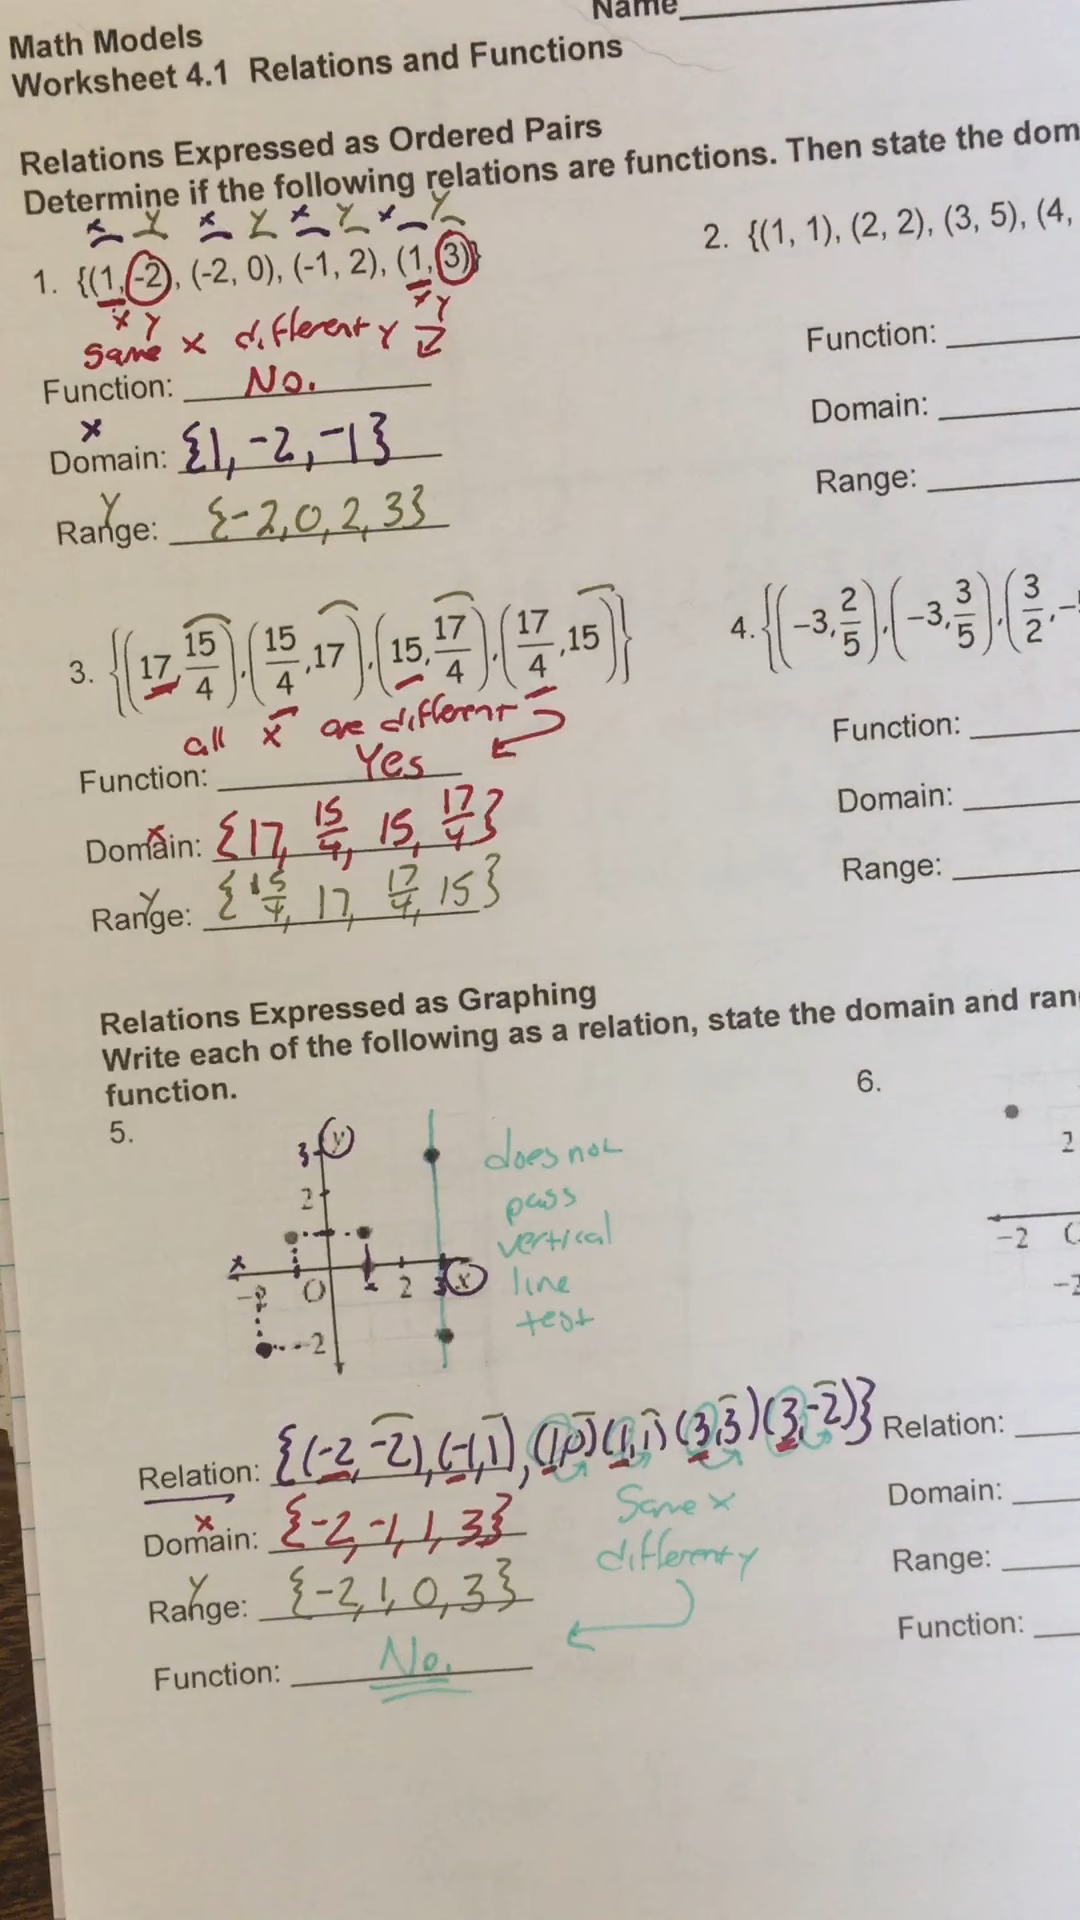 Name
Math Models
Worksheet 4.1 Relations and Functions
Relations Expressed as Ordered Pairs
Determine if the following relations are functions. Then state the dom
x Y x Y x Y x Y
1. {(1, -2), (-2, 0), (-1, 2), (1, 3)}
x Y x Y
same x different Y
Function: No.
x
Domain: {1, -2, -1}
Y
Range: {-2, 0, 2, 3}
2. {(1, 1), (2, 2), (3, 5), (4,
Function:
Domain:
Range:
3. {(17, 15/4), (15/4, 17), (15, 17/4), (17/4, 15)}
all x are different
Function: Yes
x
Domain: {17, 15/4, 15, 17/4}
Y
Range: {15/4, 17, 17/4, 15}
4. {(-3, 2/5), (-3, 3/5), (3/2, -
Function:
Domain:
Range:
Relations Expressed as Graphing
Write each of the following as a relation, state the domain and ran
function.
5.
3 y
2
x -2 O 2 3 x
-2
does not
pass
vertical
line
test
6.
2
-2
Relation: {(-2, -2), (-1, 1), (1, 0) (1, 1) (3, 3) (3, -2)}
x
Domain: {-2, -1, 1, 3}
Y
Range: {-2, 1, 0, 3}
Same x
different y
Function: No.
Relation:
Domain:
Range:
Function: